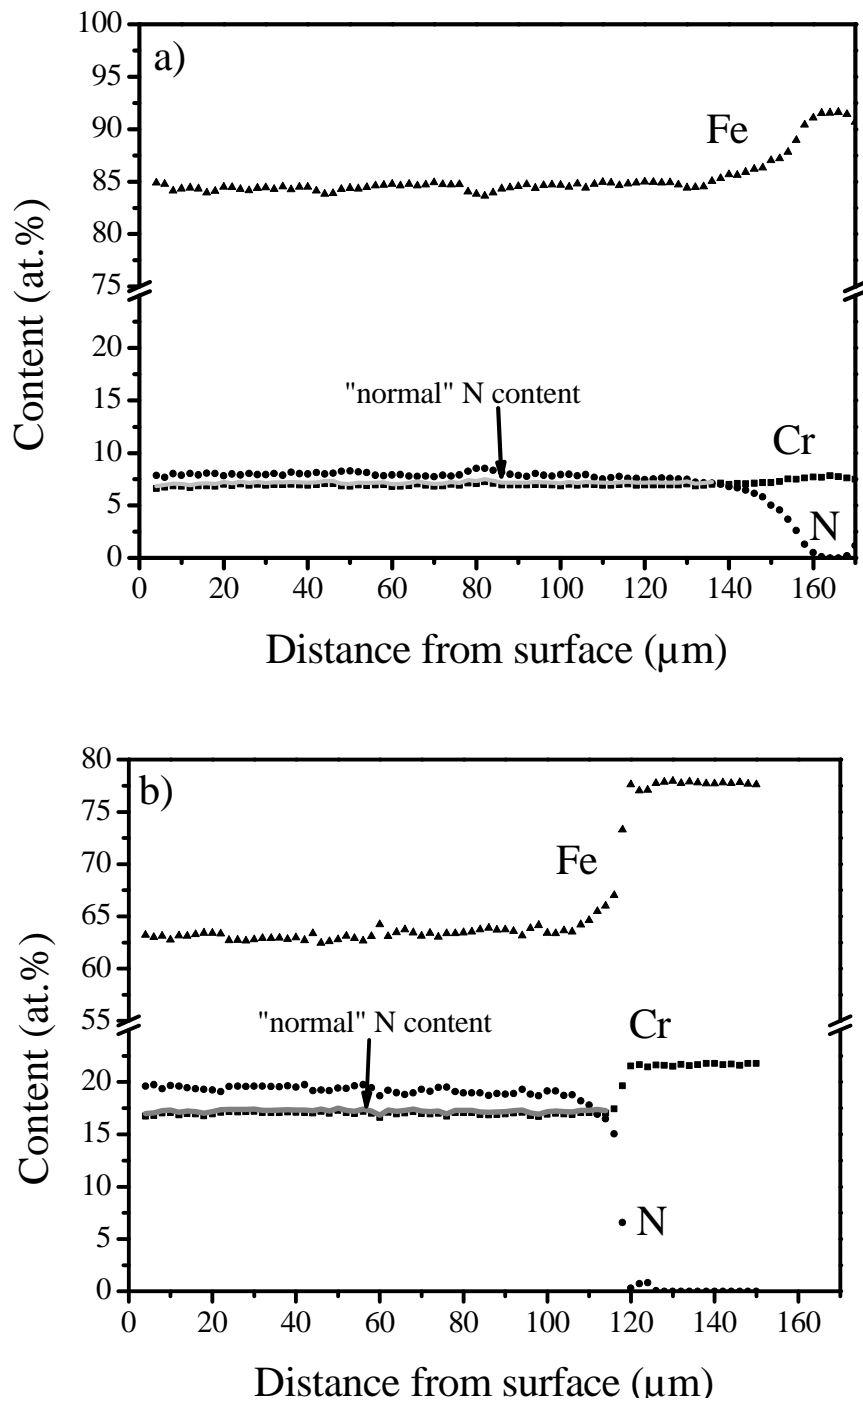 100
a)
95
90
Fe
85
80
75
Content (at.%)
20
15
"normal" N content
10
Cr
5
N
0
0 20 40 60 80 100 120 140 160
Distance from surface (µm)
80
b)
75
70
Fe
65
60
55
Content (at.%)
"normal" N content
Cr
20
15
10
N
5
0
0 20 40 60 80 100 120 140 160
Distance from surface (µm)